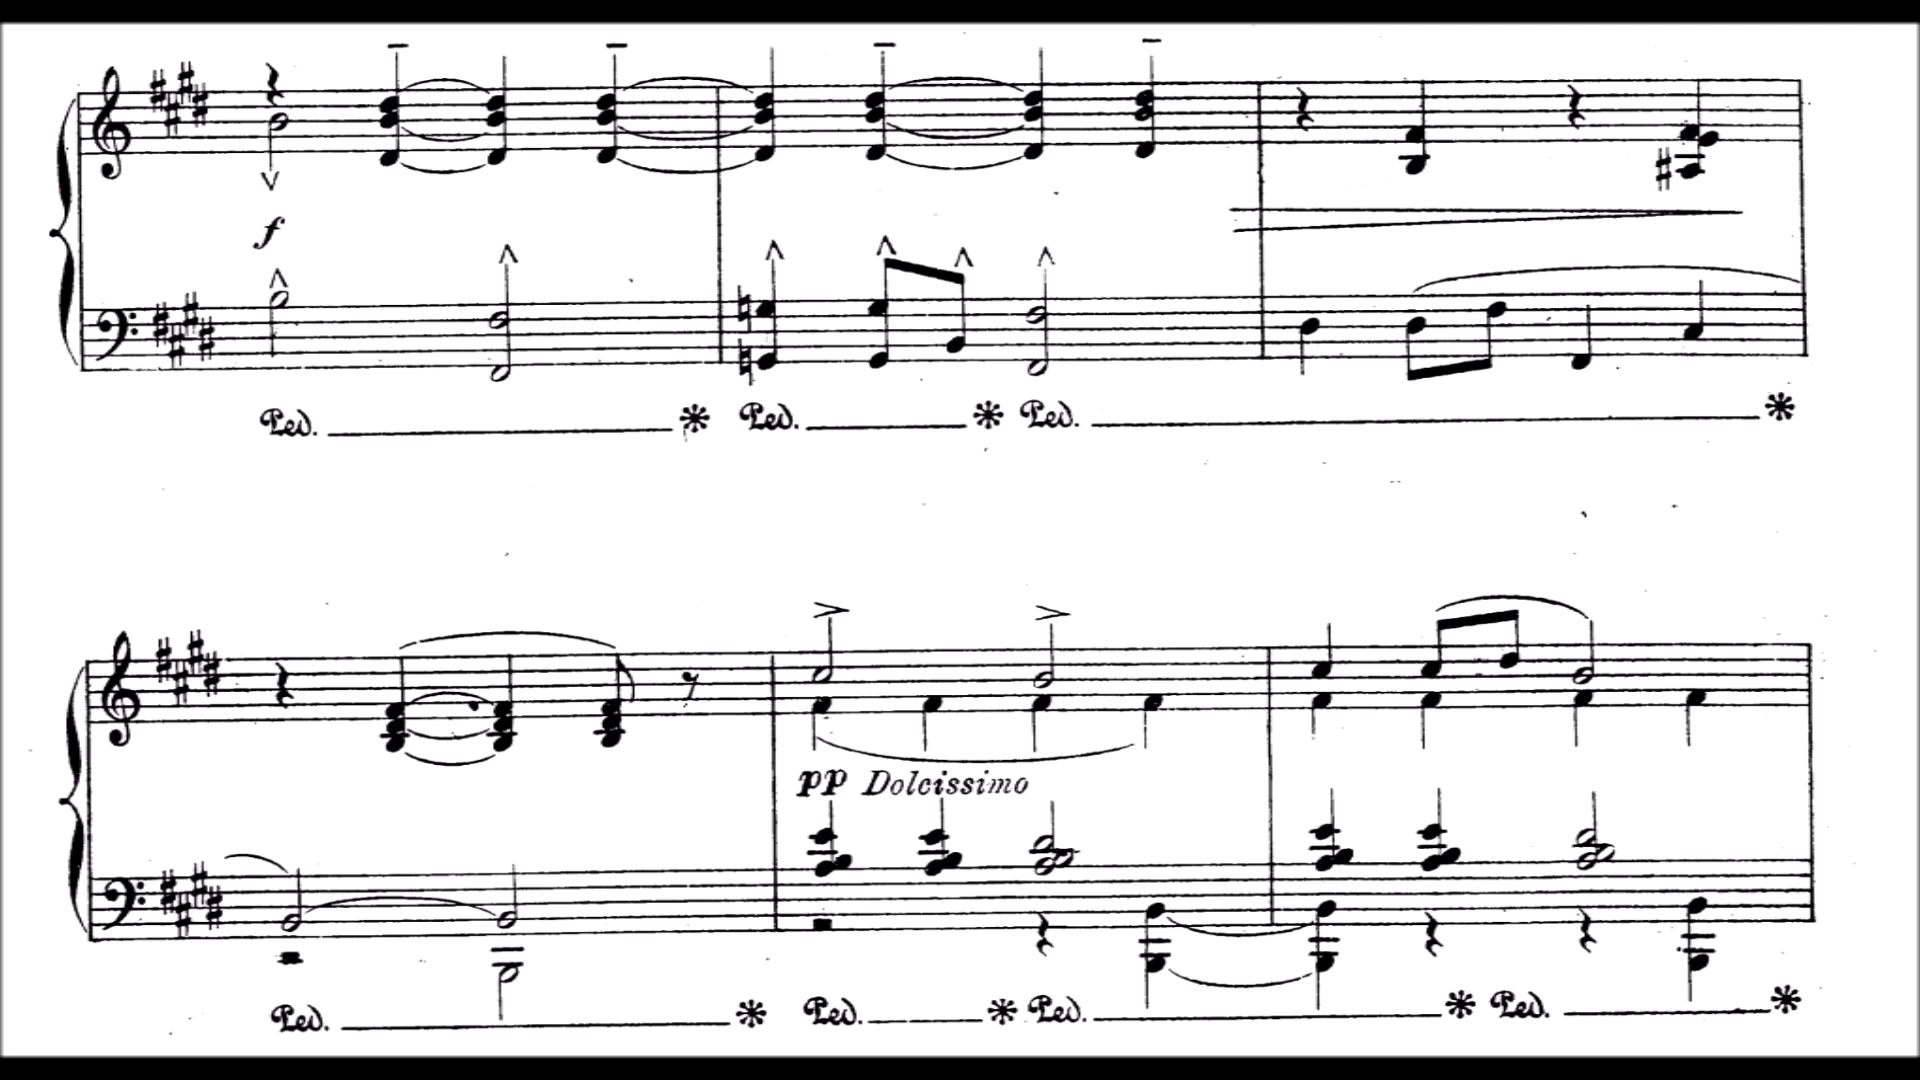 f
Ped. * Ped. * Ped. *
pp Dolcissimo
Ped. * Ped. * Ped. * Ped. *